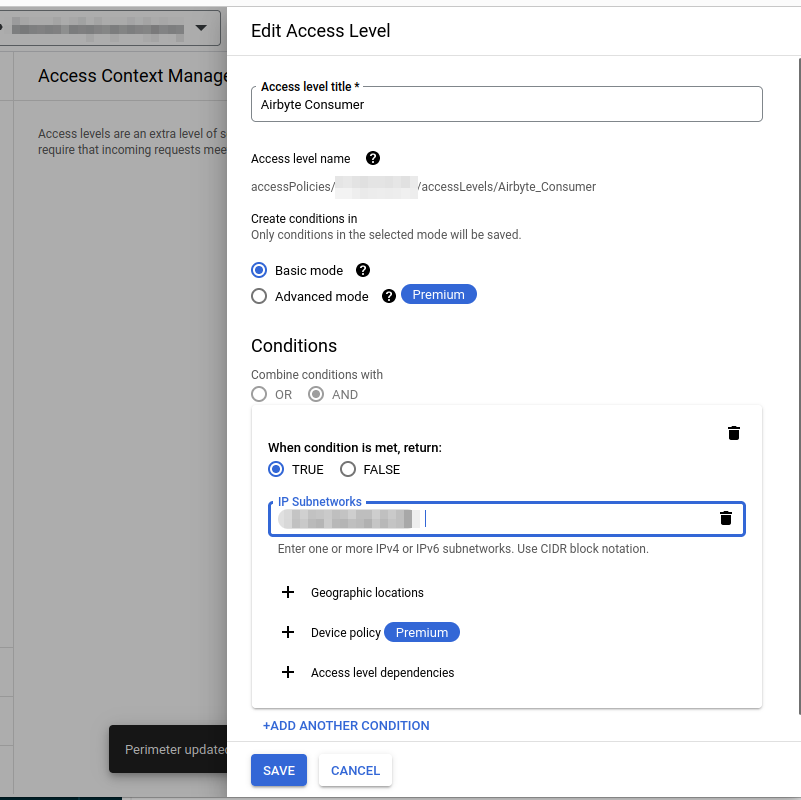 Edit Access Level
Access Context Manage
Access levels are an extra level of s
require that incoming requests mee
Access level title *
Airbyte Consumer
Access level name ?
accessPolicies/ /accessLevels/Airbyte_Consumer
Create conditions in
Only conditions in the selected mode will be saved.
Basic mode ?
Advanced mode ? Premium
Conditions
Combine conditions with
OR AND
When condition is met, return:
TRUE FALSE
IP Subnetworks
Enter one or more IPv4 or IPv6 subnetworks. Use CIDR block notation.
+ Geographic locations
+ Device policy Premium
+ Access level dependencies
+ADD ANOTHER CONDITION
Perimeter updated
SAVE CANCEL